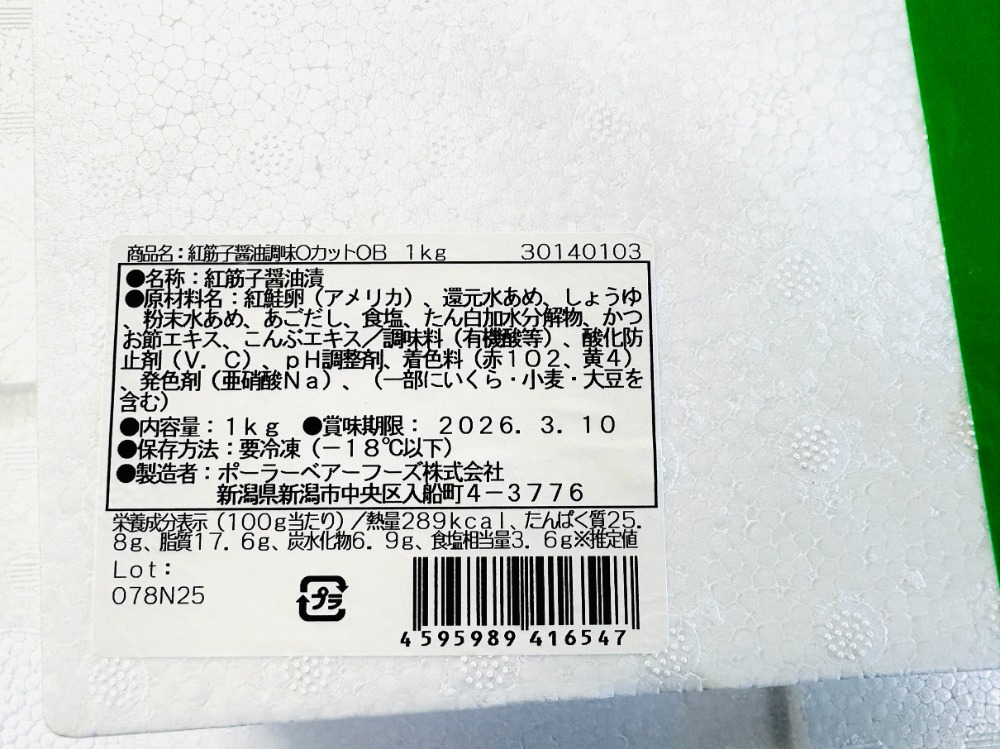 商品名：紅筋子醤油調味OカットOB　1kg　30140103
●名称：紅筋子醤油漬
●原材料名：紅鮭卵（アメリカ）、還元水あめ、しょうゆ
、粉末水あめ、あごだし、食塩、たん白加水分解物、かつ
お節エキス、こんぶエキス／調味料（有機酸等）、酸化防
止剤（V．C）、pH調整剤、着色料（赤102、黄4）
、発色剤（亜硝酸Na）、（一部にいくら・小麦・大豆を
含む）
●内容量：1kg　●賞味期限：2026．3．10
●保存方法：要冷凍（－18℃以下）
●製造者：ポーラーベアーフーズ株式会社
新潟県新潟市中央区入船町4－3776
栄養成分表示（100g当たり）／熱量289kcal、たんぱく質25．
8g、脂質17．6g、炭水化物6．9g、食塩相当量3．6g※推定値
Lot：
078N25
プラ
4595989416547